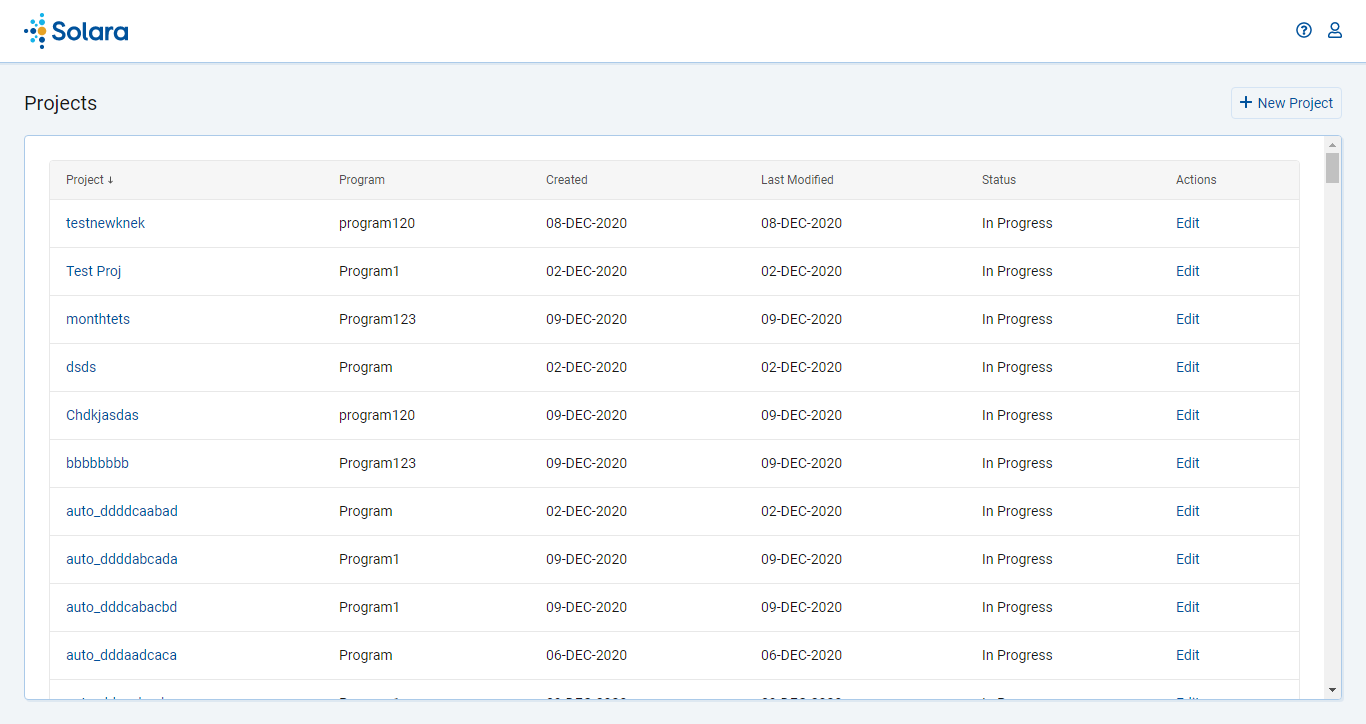 Solara
Projects
New Project
Project ↓ Program Created Last Modified Status Actions
testnewknek program120 08-DEC-2020 08-DEC-2020 In Progress Edit
Test Proj Program1 02-DEC-2020 02-DEC-2020 In Progress Edit
monthtets Program123 09-DEC-2020 09-DEC-2020 In Progress Edit
dsds Program 02-DEC-2020 02-DEC-2020 In Progress Edit
Chdkjasdas program120 09-DEC-2020 09-DEC-2020 In Progress Edit
bbbbbbbb Program123 09-DEC-2020 09-DEC-2020 In Progress Edit
auto_ddddcaabad Program 02-DEC-2020 02-DEC-2020 In Progress Edit
auto_ddddabcada Program1 09-DEC-2020 09-DEC-2020 In Progress Edit
auto_dddcabacbd Program1 09-DEC-2020 09-DEC-2020 In Progress Edit
auto_dddaadcaca Program 06-DEC-2020 06-DEC-2020 In Progress Edit